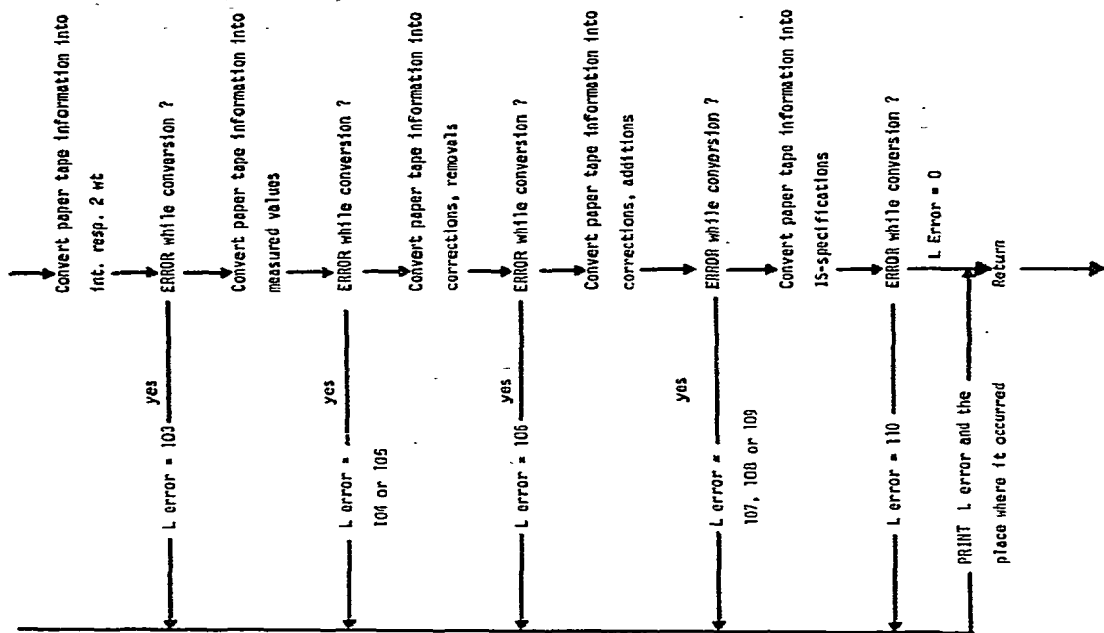 Convert paper tape information into
int. resp. 2 wt
ERROR while conversion ?
yes
L error = 103
Convert paper tape information into
measured values
ERROR while conversion ?
yes
L error =
104 or 105
Convert paper tape information into
corrections, removals
ERROR while conversion ?
yes
L error = 106
Convert paper tape information into
corrections, additions
ERROR while conversion ?
yes
L error =
107, 108 or 109
Convert paper tape information into
15-specifications
ERROR while conversion ?
L error = 110
L Error = 0
PRINT L error and the
place where it occurred
Return